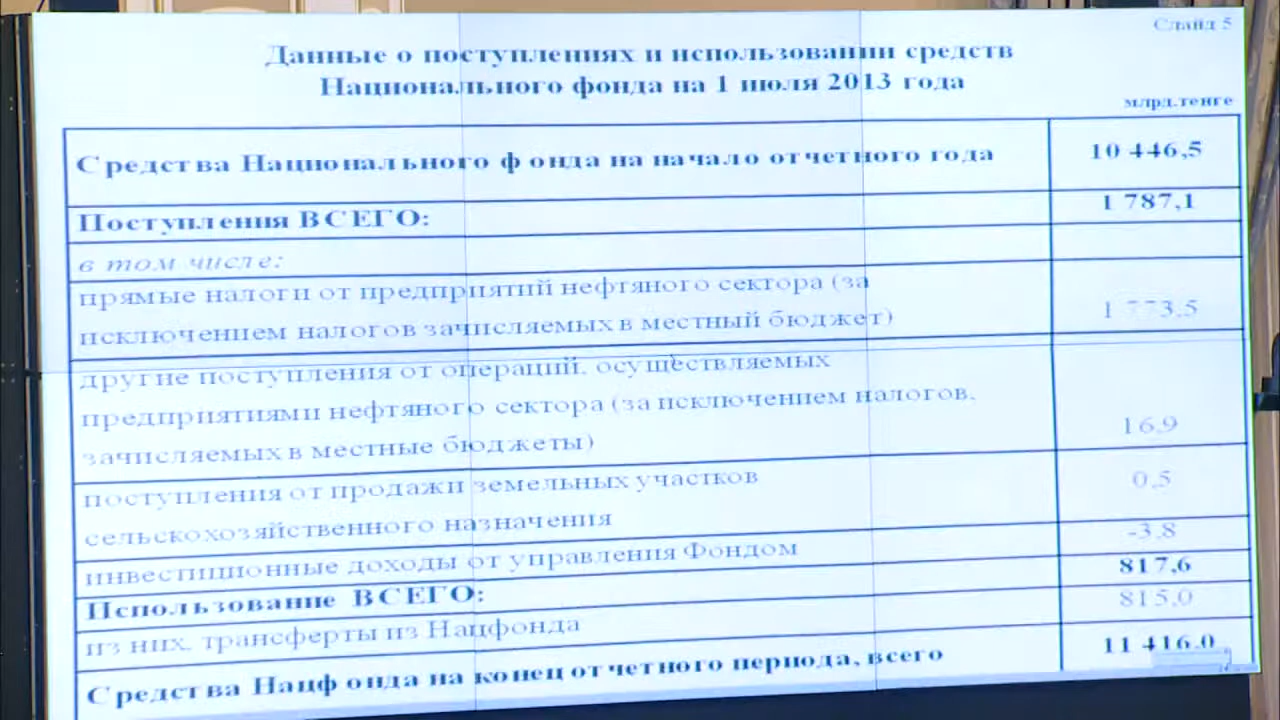 Слайд 5
Данные о поступлениях и использовании средств
Национального фонда на 1 июля 2013 года
млрд.тенге
Средства Национального фонда на начало отчетного года 10 446,5
Поступления ВСЕГО: 1 787,1
в том числе:
прямые налоги от предприятий нефтяного сектора (за
исключением налогов зачисляемых в местный бюджет) 1 773,5
другие поступления от операций, осуществляемых
предприятиями нефтяного сектора (за исключением налогов,
зачисляемых в местные бюджеты) 16,9
поступления от продажи земельных участков
сельскохозяйственного назначения 0,5
инвестиционные доходы от управления Фондом -3,8
Использование ВСЕГО: 817,6
из них, трансферты из Нацфонда 815,0
Средства Нацфонда на конец отчетного периода, всего 11 416,0